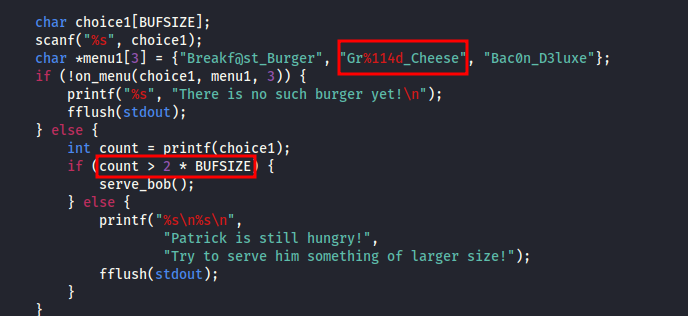 char choice1[BUFSIZE];
scanf("%s", choice1);
char *menu1[3] = {"Breakf@st_Burger", "Gr%114d_Cheese", "Bac0n_D3luxe"};
if (!on_menu(choice1, menu1, 3)) {
printf("%s", "There is no such burger yet!\n");
fflush(stdout);
} else {
int count = printf(choice1);
if (count > 2 * BUFSIZE) {
serve_bob();
} else {
printf("%s\n%s\n",
"Patrick is still hungry!",
"Try to serve him something of larger size!");
fflush(stdout);
}
}